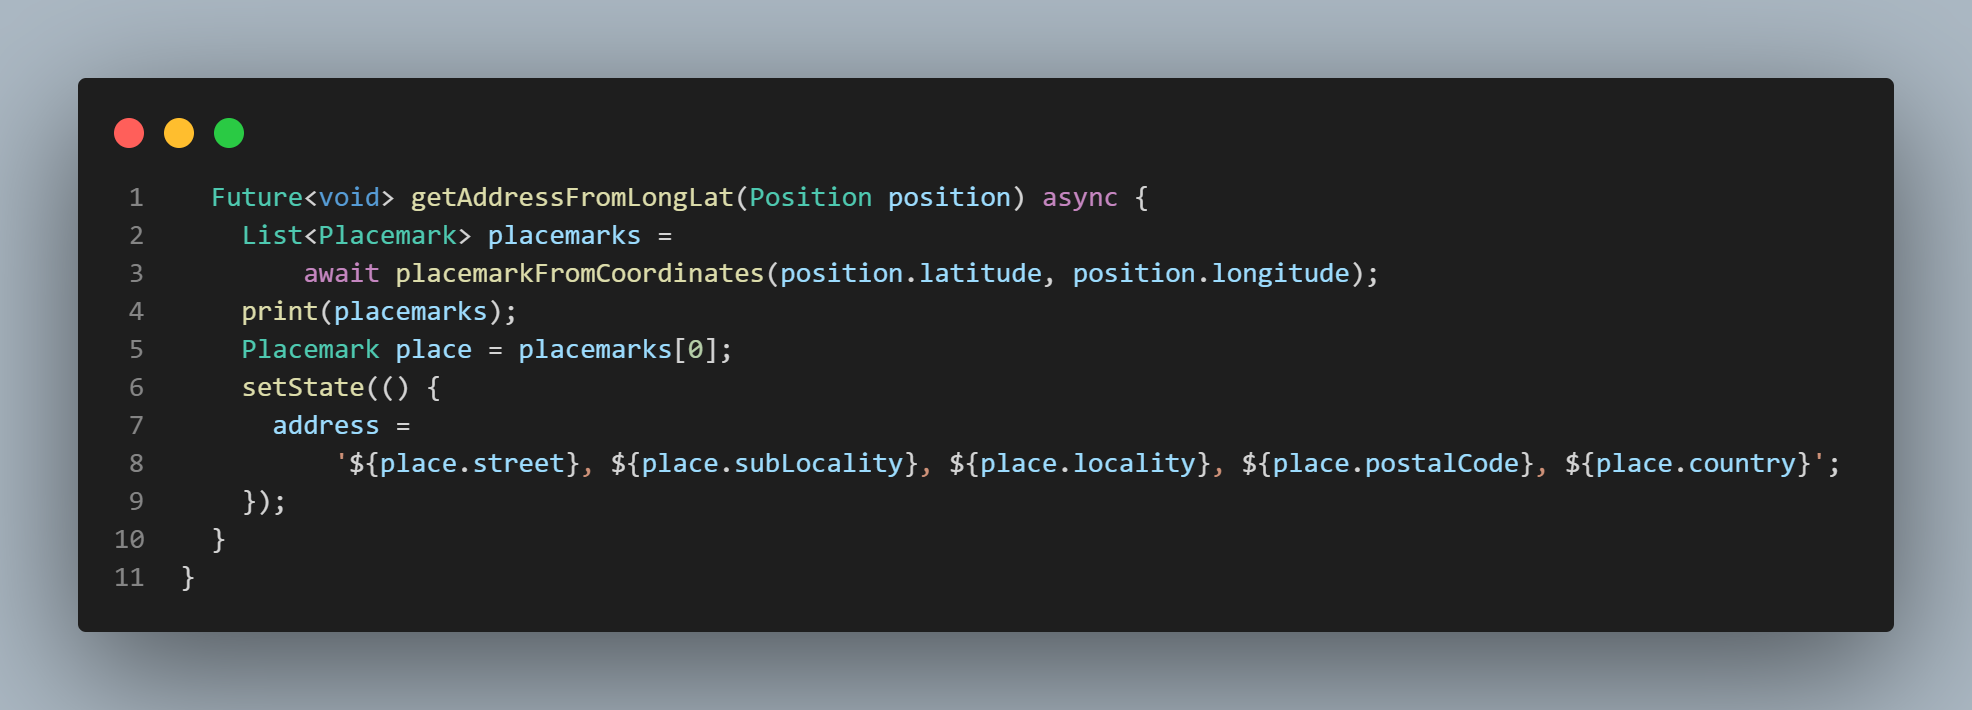 1 Future<void> getAddressFromLongLat(Position position) async {
2 List<Placemark> placemarks =
3 await placemarkFromCoordinates(position.latitude, position.longitude);
4 print(placemarks);
5 Placemark place = placemarks[0];
6 setState(() {
7 address =
8 '${place.street}, ${place.subLocality}, ${place.locality}, ${place.postalCode}, ${place.country}';
9 });
10 }
11 }